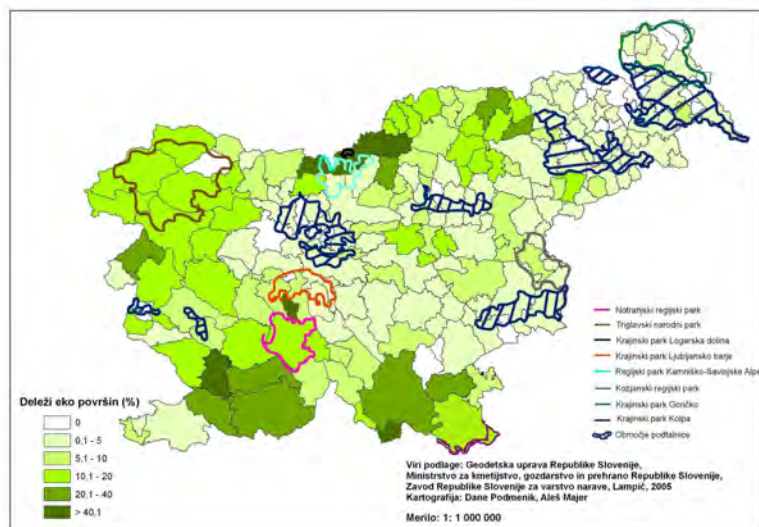 Notranjski regijski park
Triglavski narodni park
Krajinski park Logarska dolina
Krajinski park Ljubljansko barje
Regijski park Kamniško-Savinjske Alpe
Kozjanski regijski park
Krajinski park Goričko
Krajinski park Kolpa
Območje podtalnice
Deleži eko površin (%)
0
0,1 - 5
5,1 - 10
10,1 - 20
20,1 - 40
> 40,1
Viri podlage: Geodetska uprava Republike Slovenije,
Ministrstvo za kmetijstvo, gozdarstvo in prehrano Republike Slovenije,
Zavod Republike Slovenije za varstvo narave, Lampič, 2005
Kartografija: Dane Podmenik, Aleš Majer
Merilo: 1: 1 000 000